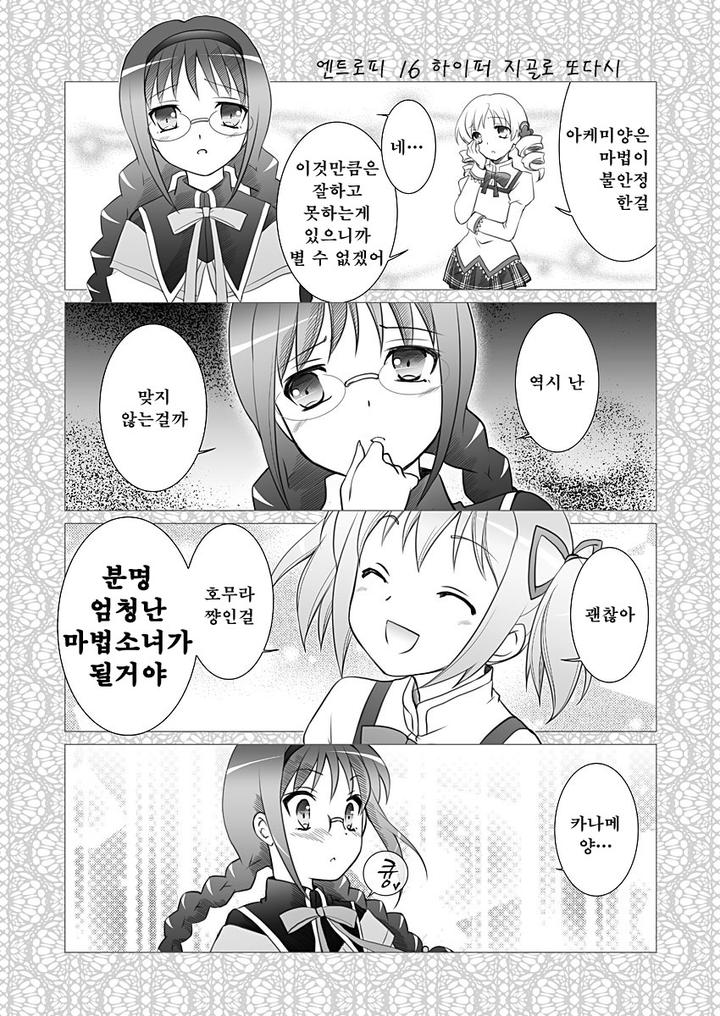 엔트로피 16 하이퍼 지골로 또다시
아케미양은
마법이
불안정
한걸
네…
이것만큼은
잘하고
못하는게
있으니까
별 수 없겠어
역시 난
맞지
않는걸까
괜찮아
호무라
쨩인걸
분명
엄청난
마법소녀가
될거야
카나메
양…
큥